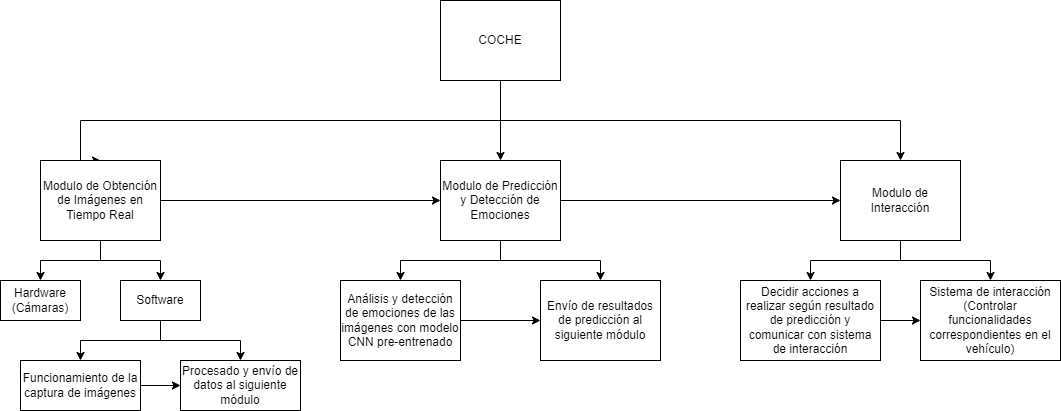 COCHE
Modulo de Obtención
de Imágenes en
Tiempo Real
Modulo de Predicción
y Detección de
Emociones
Modulo de
Interacción
Hardware
(Cámaras)
Software
Análisis y detección
de emociones de las
imágenes con modelo
CNN pre-entrenado
Envío de resultados
de predicción al
siguiente módulo
Decidir acciones a
realizar según resultado
de predicción y
comunicar con sistema
de interacción
Sistema de interacción
(Controlar
funcionalidades
correspondientes en el
vehículo)
Funcionamiento de la
captura de imágenes
Procesado y envío de
datos al siguiente
módulo